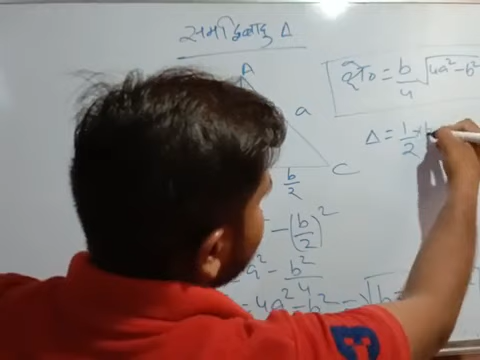 समद्विबाहु Δ
A
a
क्षे० = b/4 √4a² - b²
Δ = 1/2 ×
b/2
C
- (b/2)²
a² - b²/4
4a² - b² = √